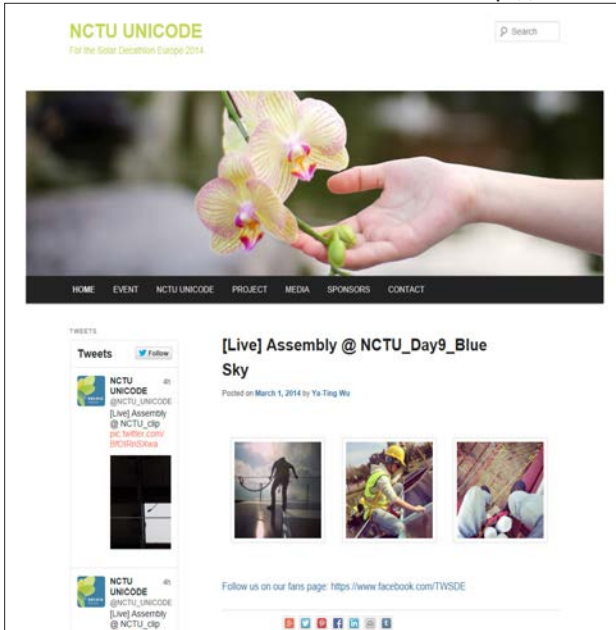 NCTU UNICODE
For the Solar Decathlon Europe 2014
Search
HOME EVENT NCTU UNICODE PROJECT MEDIA SPONSORS CONTACT
TWEETS
Tweets
Follow
NCTU UNICODE 4h
@NCTU_UNICODE
[Live] Assembly
@ NCTU_clip
pic.twitter.com/
NCTU UNICODE 4h
@NCTU_UNICODE
[Live] Assembly
@ NCTU_clip
[Live] Assembly @ NCTU_Day9_Blue
Sky
Posted on March 1, 2014 by Ya-Ting Wu
Follow us on our fans page: https://www.facebook.com/TWSDE